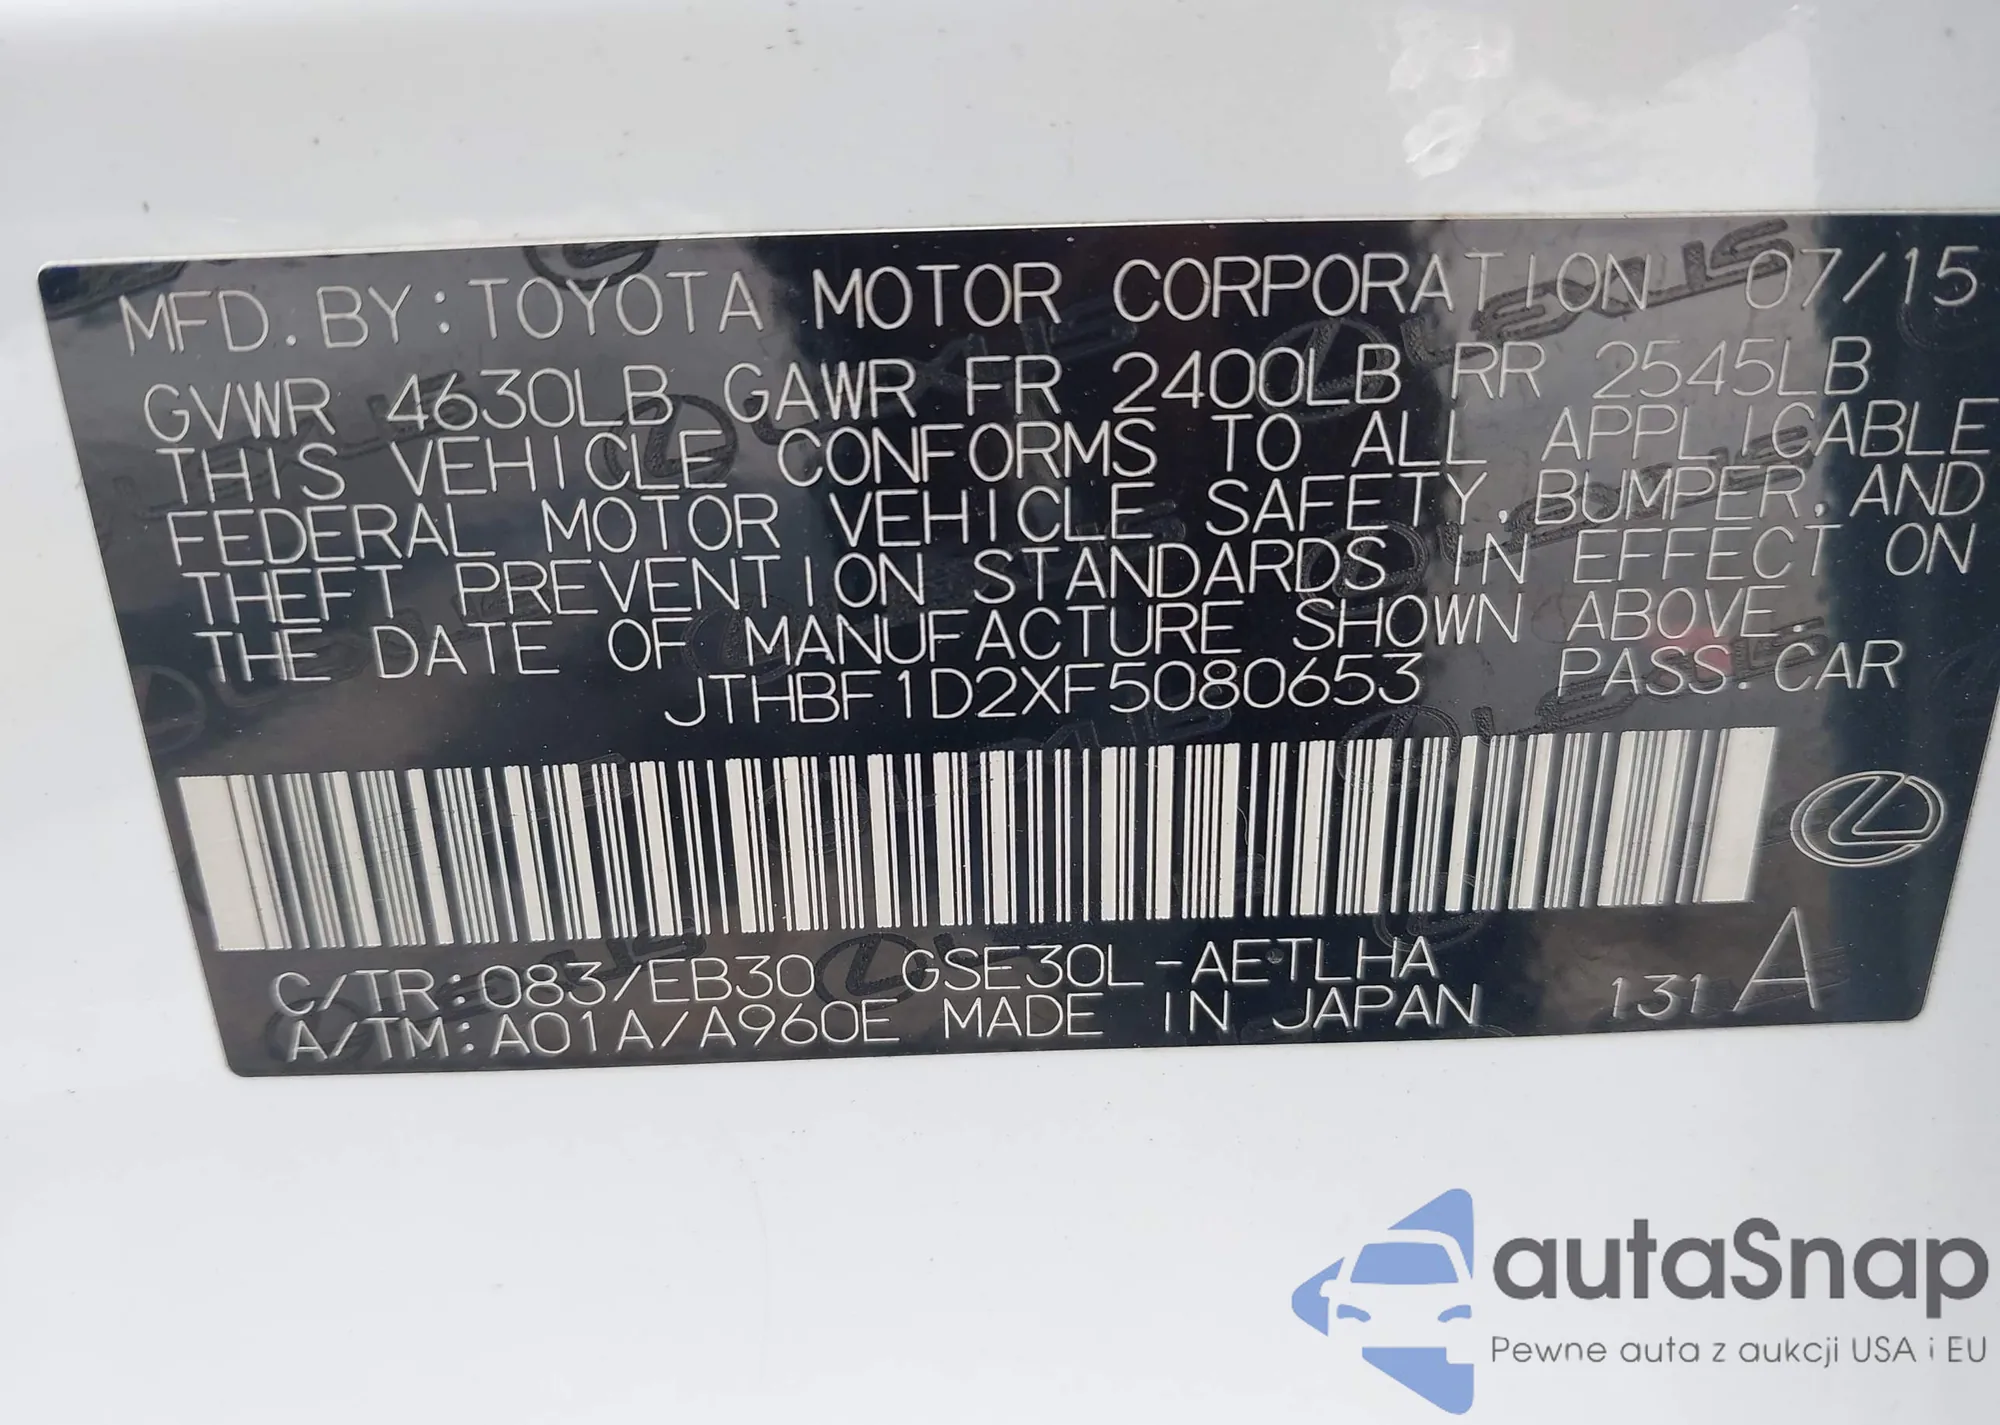 MFD. BY: TOYOTA MOTOR CORPORATION 07/15
GVWR 4630LB GAWR FR 2400LB RR 2545LB
THIS VEHICLE CONFORMS TO ALL APPLICABLE
FEDERAL MOTOR VEHICLE SAFETY, BUMPER, AND
THEFT PREVENTION STANDARDS IN EFFECT ON
THE DATE OF MANUFACTURE SHOWN ABOVE.
JTHBF1D2XF5080653 PASS. CAR
C/TR: 083/EB30 GSE30L-AETLHA
A/TM: A01A/A960E MADE IN JAPAN 131 A
autaSnap
Pewne auta z aukcji USA i EU